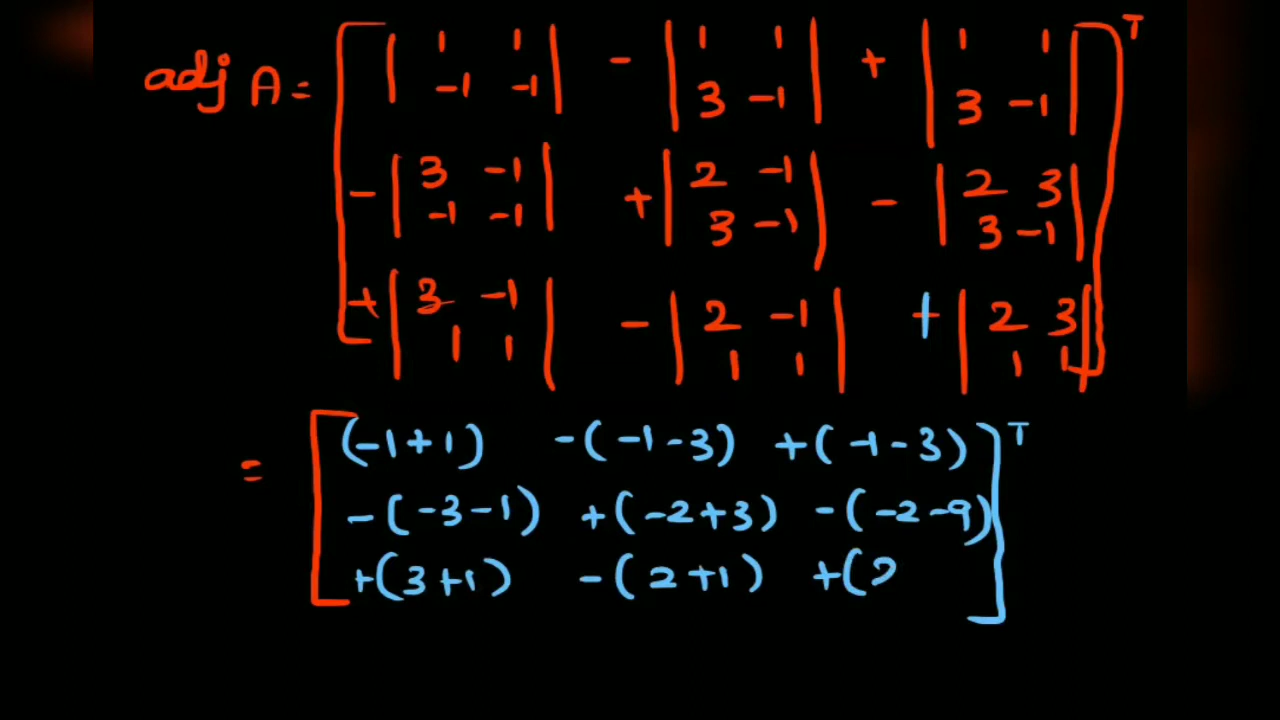 adj A = [ | 1 1 | - | 1 1 | + | 1 1 | ] T
| -1 -1 | | 3 -1 | | 3 -1 |
- | 3 -1 | + | 2 -1 | - | 2 3 |
| -1 -1 | | 3 -1 | | 3 -1 |
+ | 3 -1 | - | 2 -1 | + | 2 3 |
| 1 1 | | 1 1 | | 1 1 |
= [ (-1+1) -(-1-3) +(-1-3) ] T
-(-3-1) +(-2+3) -(-2-9)
+(3+1) -(2+1) +(2